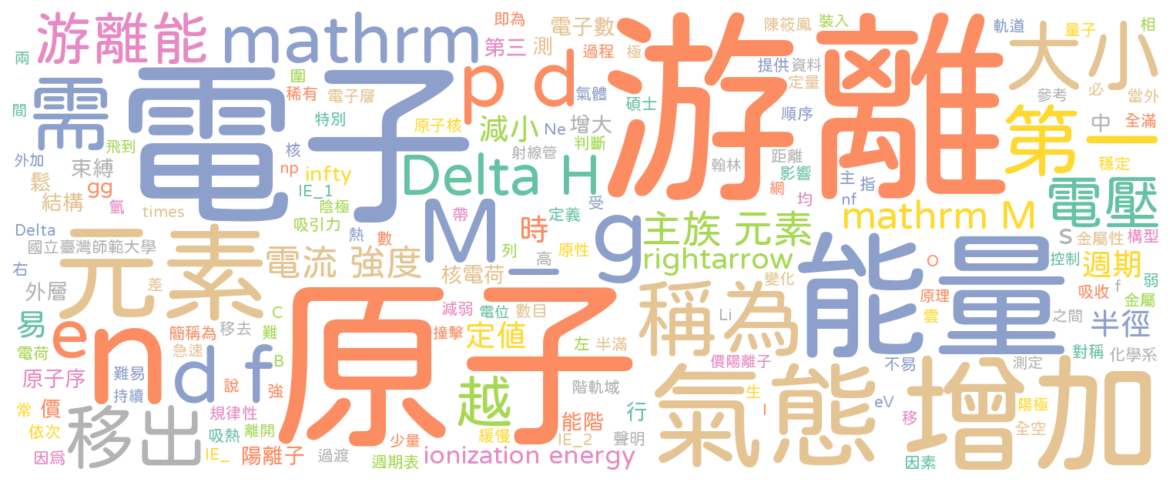 游離能 mathrm 即為 電子數 陳筱鳳 裝入 軌道 量子 相
兩 第三 測 過程 極 游離 大小
需 電子 圍 稀有 電子層 p d 氣體 碩士 提供 資料 定量 順序 參考 必 當外
間 特別 原子核 減小 Ne 增大 判斷 第一 中 全滿
飛到 射線管 翰林 距離 影響 穩定
外加 束縛 核 np infty Delta H 主 指 網 均 nf 電壓
鬆 結構 gg IE_1 陰極 吸引力 定義 受 mathrm M
氣 times M_g 帶 時 主族 元素 s 金屬性 構型
Delta 國立臺灣師範大學 元素 熱 數 列 原性 rightarrow O 控制 週期 弱
右 電流 強度 核電荷 高 變化 能量 原理 f 吸收 金屬
外層 差 稱為 雲 之間 半徑
易 en 簡稱為 移去 C 難 d f 原子 減弱 電位 數目 撞擊 定值 左 半滿 Li 對稱 化學系
電荷 急速 B 價陽離子 不易 測定
原子序 難易 持續 說 強 越 階軌域 氣態 生 I eV 增加 陽極
常 價 移出 規律性 行 能階 移 全空
依次 吸熱 離開 緩慢 IE_2 聲明
因爲 IE_ 陽離子 過渡 少量 週期表 ionization energy 因素